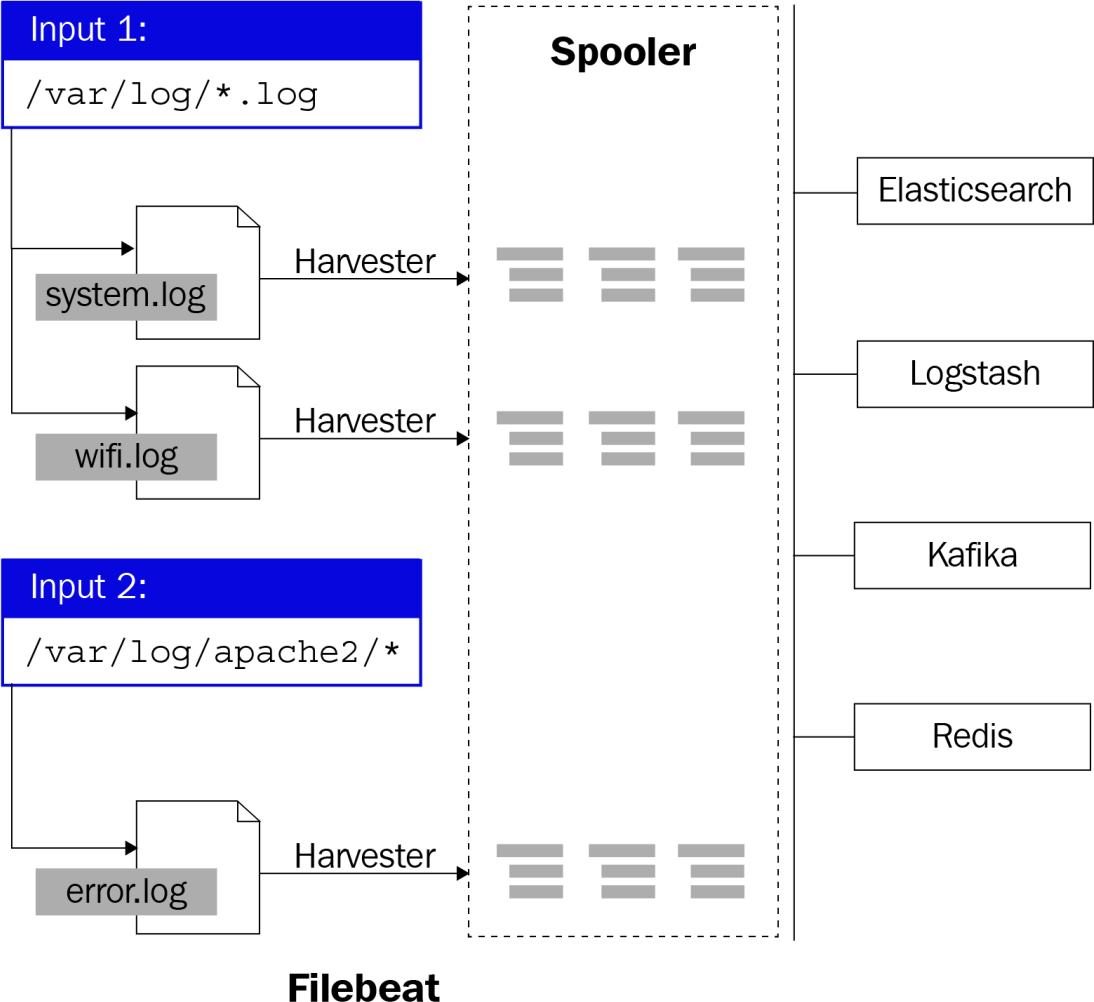 Input 1:
/var/log/*.log
Spooler
system.log
Harvester
wifi.log
Harvester
Input 2:
/var/log/apache2/*
error.log
Harvester
Elasticsearch
Logstash
Kafika
Redis
Filebeat